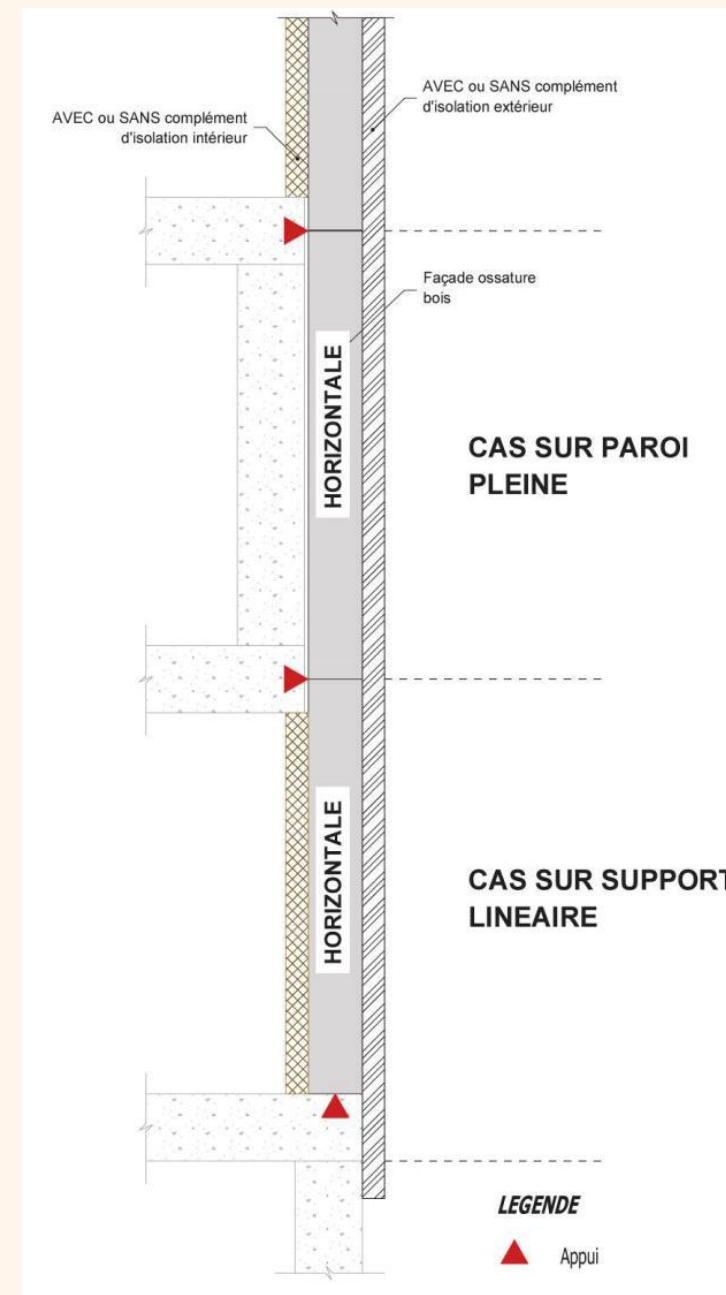 AVEC ou SANS complément
d'isolation extérieur
AVEC ou SANS complément
d'isolation intérieur
Façade ossature
bois
HORIZONTALE
CAS SUR PAROI
PLEINE
HORIZONTALE
CAS SUR SUPPORT
LINEAIRE
LEGENDE
Appui